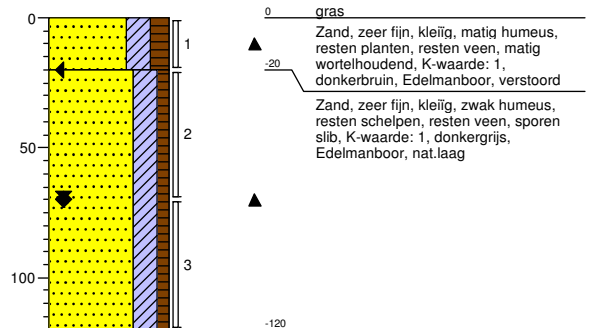 0
50
100
1
2
3
0
gras
Zand, zeer fijn, kleiïg, matig humeus,
resten planten, resten veen, matig
wortelhoudend, K-waarde: 1,
donkerbruin, Edelmanboor, verstoord
-20
Zand, zeer fijn, kleiïg, zwak humeus,
resten schelpen, resten veen, sporen
slib, K-waarde: 1, donkergrijs,
Edelmanboor, nat.laag
-120